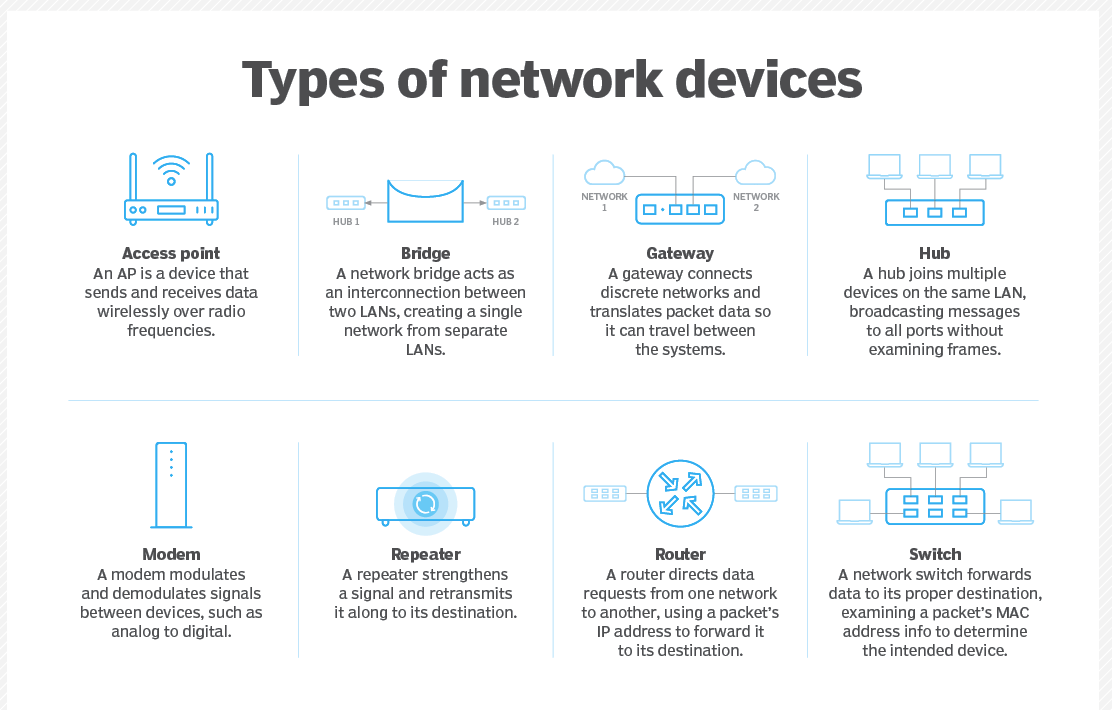 Types of network devices
Access point
An AP is a device that
sends and receives data
wirelessly over radio
frequencies.
HUB 1
HUB 2
Bridge
A network bridge acts as
an interconnection between
two LANs, creating a single
network from separate
LANs.
NETWORK
1
NETWORK
2
Gateway
A gateway connects
discrete networks and
translates packet data so
it can travel between
the systems.
Hub
A hub joins multiple
devices on the same LAN,
broadcasting messages
to all ports without
examining frames.
Modem
A modem modulates
and demodulates signals
between devices, such as
analog to digital.
Repeater
A repeater strengthens
a signal and retransmits
it along to its destination.
Router
A router directs data
requests from one network
to another, using a packet’s
IP address to forward it
to its destination.
Switch
A network switch forwards
data to its proper destination,
examining a packet’s MAC
address info to determine
the intended device.